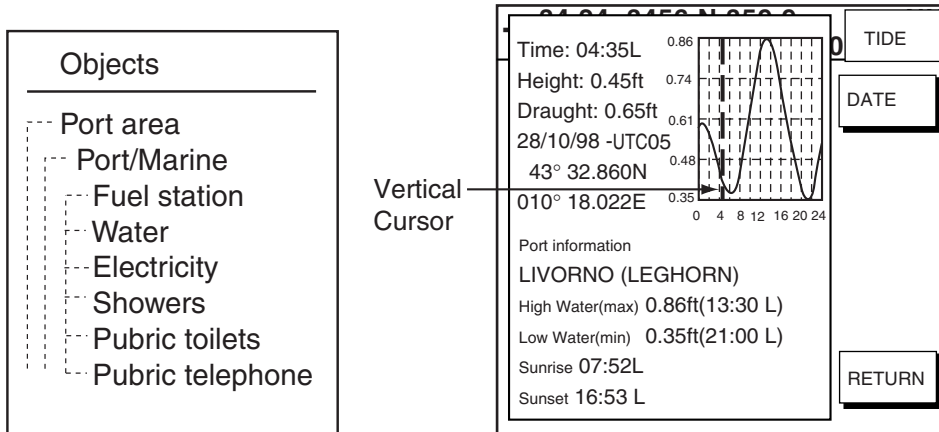 Objects
Port area
Port/Marine
Fuel station
Water
Electricity
Showers
Pubric toilets
Pubric telephone
Vertical
Cursor
Time: 04:35L
Height: 0.45ft
Draught: 0.65ft
28/10/98 -UTC05
43° 32.860N
010° 18.022E
0.86
0.74
0.61
0.48
0.35
0 4 8 12 16 20 24
Port information
LIVORNO (LEGHORN)
High Water(max) 0.86ft(13:30 L)
Low Water(min) 0.35ft(21:00 L)
Sunrise 07:52L
Sunset 16:53 L
TIDE
DATE
RETURN